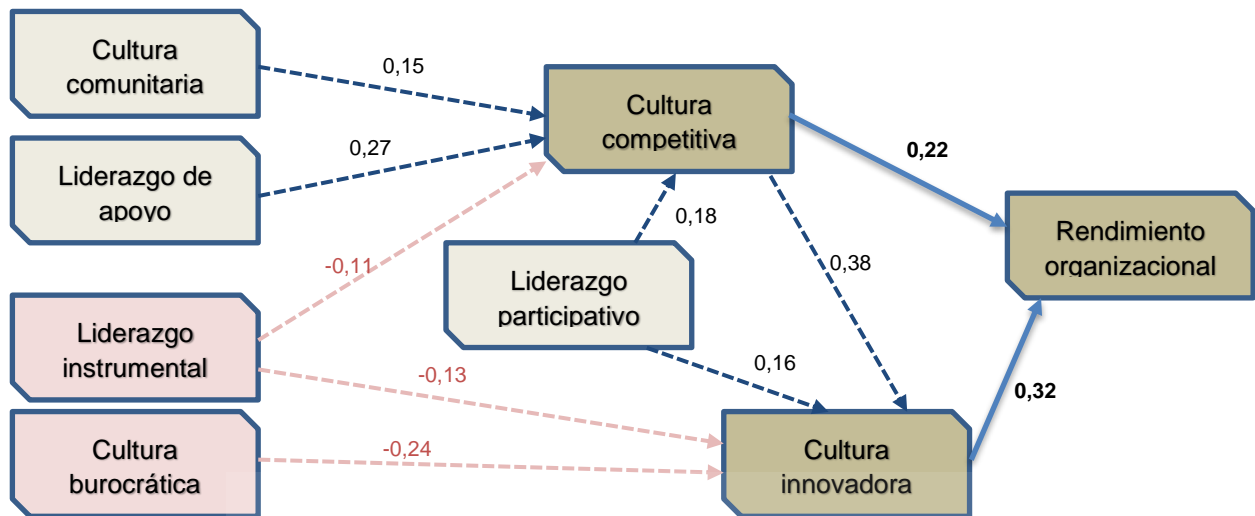 Cultura
comunitaria
0,15
Cultura
competitiva
Liderazgo de
apoyo
0,27
0,22
Rendimiento
organizacional
0,18
-0,11
0,38
Liderazgo
participativo
Liderazgo
instrumental
-0,13
0,16
0,32
Cultura
burocrática
-0,24
Cultura
innovadora